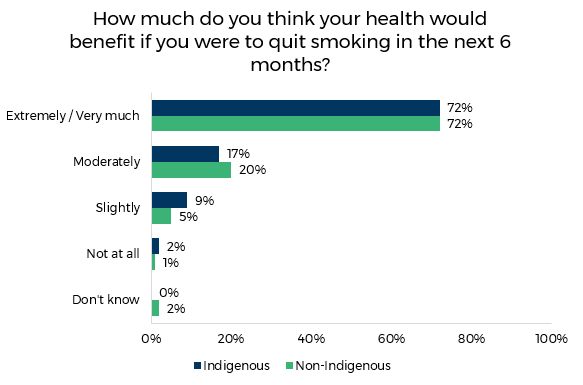 How much do you think your health would
benefit if you were to quit smoking in the next 6
months?
Extremely / Very much
72%
72%
Moderately
17%
20%
Slightly
9%
5%
Not at all
2%
1%
Don't know
0%
2%
0% 20% 40% 60% 80% 100%
Indigenous Non-Indigenous